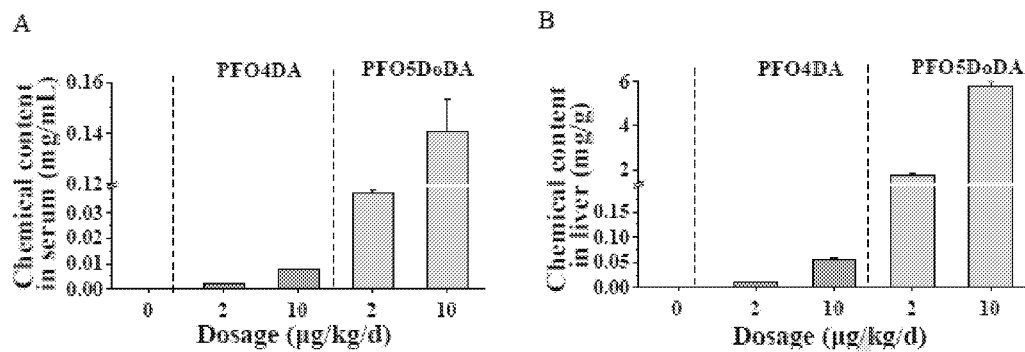 A
PFO4DA
PFO5DoDA
0.16
0.14
0.12
0.03
0.01
0.00
Chemical content
in serum (mg/mL)
0
2
10
2
10
Dosage (μg/kg/d)
B
PFO4DA
PFO5DoDA
6
4
2
0.15
0.10
0.05
0.00
Chemical content
in liver (mg/g)
0
2
10
2
10
Dosage (μg/kg/d)